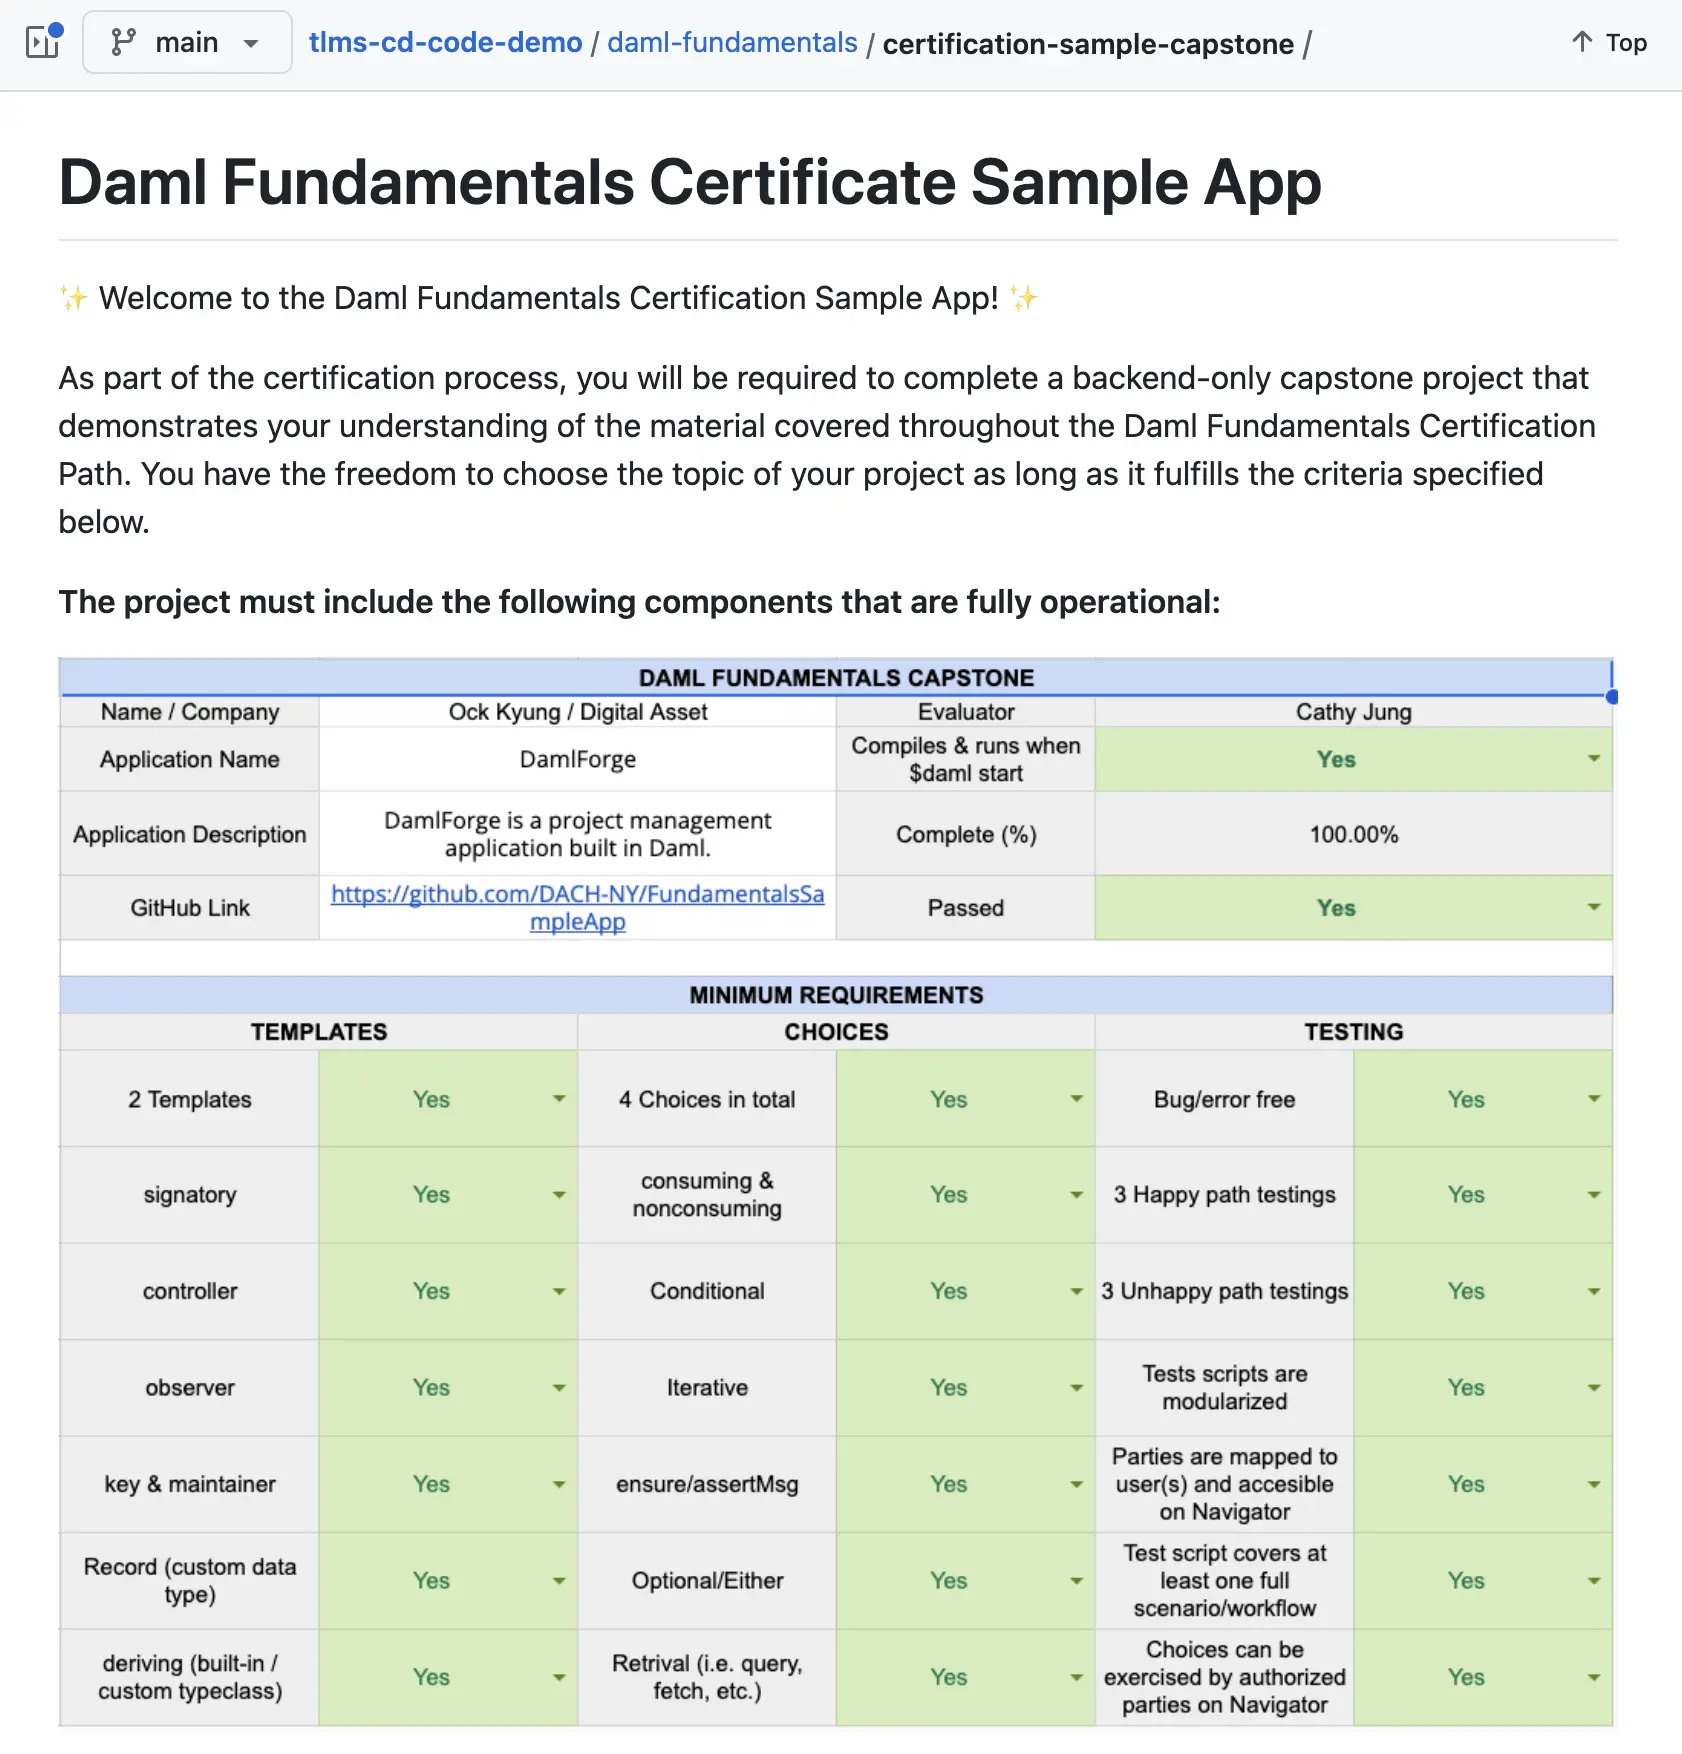 main
tlms-cd-code-demo / daml-fundamentals / certification-sample-capstone /
Top
Daml Fundamentals Certificate Sample App
✨ Welcome to the Daml Fundamentals Certification Sample App! ✨
As part of the certification process, you will be required to complete a backend-only capstone project that
demonstrates your understanding of the material covered throughout the Daml Fundamentals Certification
Path. You have the freedom to choose the topic of your project as long as it fulfills the criteria specified
below.
The project must include the following components that are fully operational:
DAML FUNDAMENTALS CAPSTONE
Name / Company
Ock Kyung / Digital Asset
Evaluator
Cathy Jung
Application Name
DamlForge
Compiles & runs when
$daml start
Yes
Application Description
DamlForge is a project management
application built in Daml.
Complete (%)
100.00%
GitHub Link
https://github.com/DACH-NY/FundamentalsSa
mpleApp
Passed
Yes
MINIMUM REQUIREMENTS
TEMPLATES
CHOICES
TESTING
2 Templates
Yes
4 Choices in total
Yes
Bug/error free
Yes
signatory
Yes
consuming &
nonconsuming
Yes
3 Happy path testings
Yes
controller
Yes
Conditional
Yes
3 Unhappy path testings
Yes
observer
Yes
Iterative
Yes
Tests scripts are
modularized
Yes
key & maintainer
Yes
ensure/assertMsg
Yes
Parties are mapped to
user(s) and accesible
on Navigator
Yes
Record (custom data
type)
Yes
Optional/Either
Yes
Test script covers at
least one full
scenario/workflow
Yes
deriving (built-in /
custom typeclass)
Yes
Retrival (i.e. query,
fetch, etc.)
Yes
Choices can be
exercised by authorized
parties on Navigator
Yes